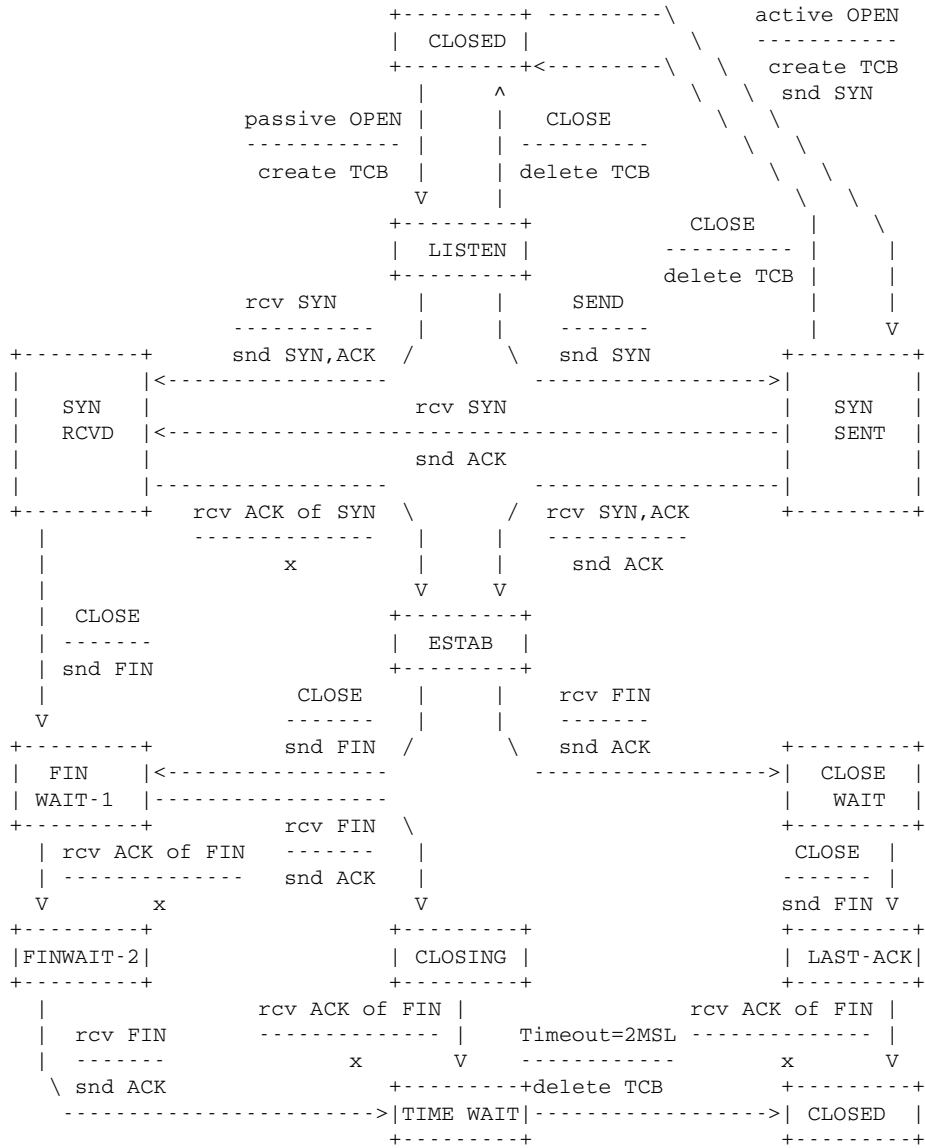 +---------+ ---------\      active OPEN
                              |  CLOSED |            \    -----------
                              +---------+<---------\   \   create TCB
                                |     ^              \   \  snd SYN
                   passive OPEN |     |   CLOSE        \   \
                   ------------ |     | ----------       \   \
                    create TCB  |     | delete TCB         \   \
                                V     |                      \   \
                              +---------+            CLOSE    |    \
                              |  LISTEN |          ---------- |     |
                              +---------+          delete TCB |     |
                   rcv SYN      |     |     SEND              |     |
                  -----------   |     |    -------            |     V
 +---------+      snd SYN,ACK  /       \   snd SYN          +---------+
 |         |<-----------------           ------------------>|         |
 |   SYN   |                    rcv SYN                     |   SYN   |
 |   RCVD  |<-----------------------------------------------|   SENT  |
 |         |                    snd ACK                     |         |
 |         |------------------           -------------------|         |
 +---------+   rcv ACK of SYN  \       /  rcv SYN,ACK       +---------+
   |           --------------   |     |   -----------
   |                  x         |     |     snd ACK
   |                            V     V
   |  CLOSE                   +---------+
   | -------                  |  ESTAB  |
   | snd FIN                  +---------+
   |                   CLOSE    |     |    rcv FIN
   V                  -------   |     |    -------
 +---------+          snd FIN  /       \   snd ACK          +---------+
 |  FIN    |<-----------------           ------------------>|  CLOSE  |
 | WAIT-1  |------------------                              |   WAIT  |
 +---------+          rcv FIN  \                            +---------+
   | rcv ACK of FIN   -------   |                            CLOSE  |
   | --------------   snd ACK   |                           ------- |
   V        x                   V                           snd FIN V
 +---------+                  +---------+                   +---------+
 |FINWAIT-2|                  | CLOSING |                   | LAST-ACK|
 +---------+                  +---------+                   +---------+
   |                rcv ACK of FIN |                 rcv ACK of FIN |
   |  rcv FIN       -------------- |    Timeout=2MSL -------------- |
   |  -------              x       V    ------------        x       V
    \ snd ACK                 +---------+delete TCB         +---------+
     ------------------------>|TIME WAIT|------------------>| CLOSED  |
                              +---------+                   +---------+